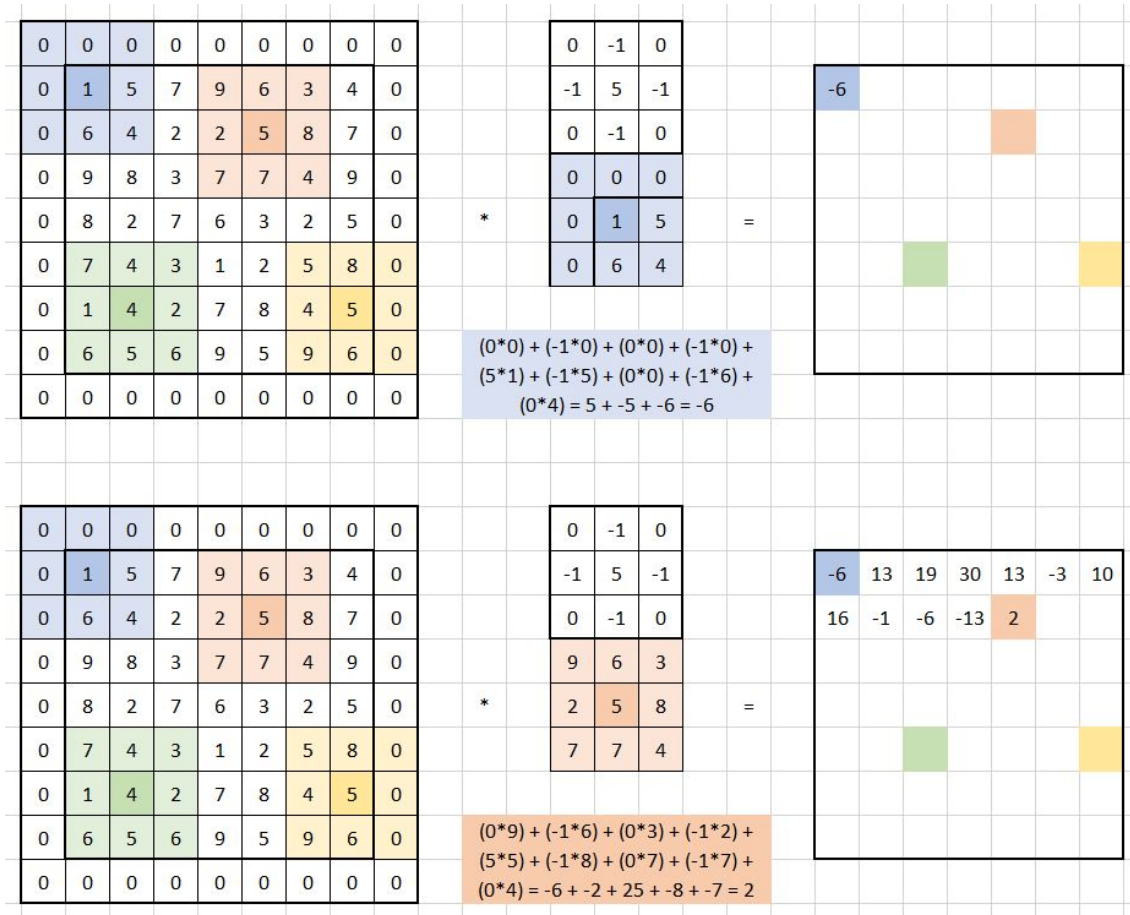 0 0 0 0 0 0 0 0 0 0 -1 0
0 1 5 7 9 6 3 4 0 -1 5 -1 -6
0 6 4 2 2 5 8 7 0 0 -1 0
0 9 8 3 7 7 4 9 0 0 0 0
0 8 2 7 6 3 2 5 0 * 0 1 5 =
0 7 4 3 1 2 5 8 0 0 6 4
0 1 4 2 7 8 4 5 0
0 6 5 6 9 5 9 6 0
0 0 0 0 0 0 0 0 0
(0*0) + (-1*0) + (0*0) + (-1*0) +
(5*1) + (-1*5) + (0*0) + (-1*6) +
(0*4) = 5 + -5 + -6 = -6
0 0 0 0 0 0 0 0 0 0 -1 0
0 1 5 7 9 6 3 4 0 -1 5 -1 -6 13 19 30 13 -3 10
0 6 4 2 2 5 8 7 0 0 -1 0 16 -1 -6 -13 2
0 9 8 3 7 7 4 9 0 9 6 3
0 8 2 7 6 3 2 5 0 * 2 5 8 =
0 7 4 3 1 2 5 8 0 7 7 4
0 1 4 2 7 8 4 5 0
0 6 5 6 9 5 9 6 0
0 0 0 0 0 0 0 0 0
(0*9) + (-1*6) + (0*3) + (-1*2) +
(5*5) + (-1*8) + (0*7) + (-1*7) +
(0*4) = -6 + -2 + 25 + -8 + -7 = 2